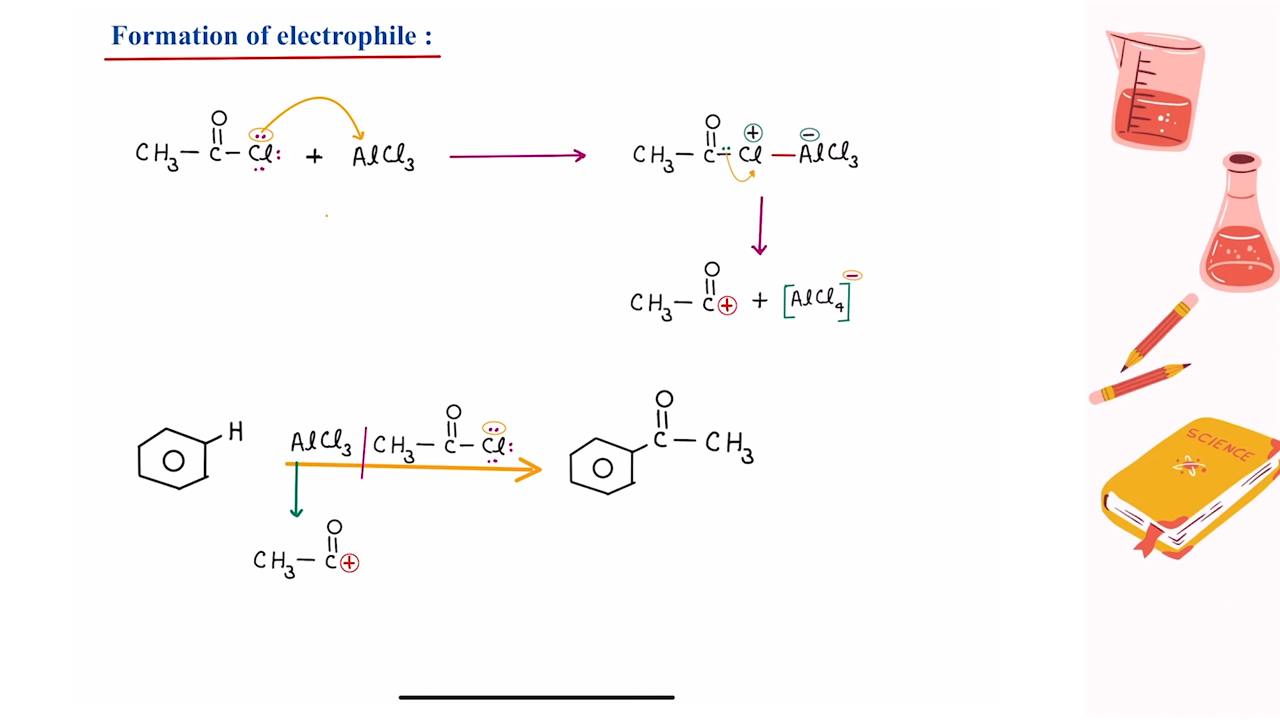 Formation of electrophile :
O O
CH3 − C − Cl + AlCl3 → CH3 − C − Cl⊕ − AlCl3⊖
O
CH3 − C⊕ + [AlCl4]⊖
H AlCl3 | CH3 − C − Cl → C − CH3
O O
CH3 − C⊕
O
SCIENCE